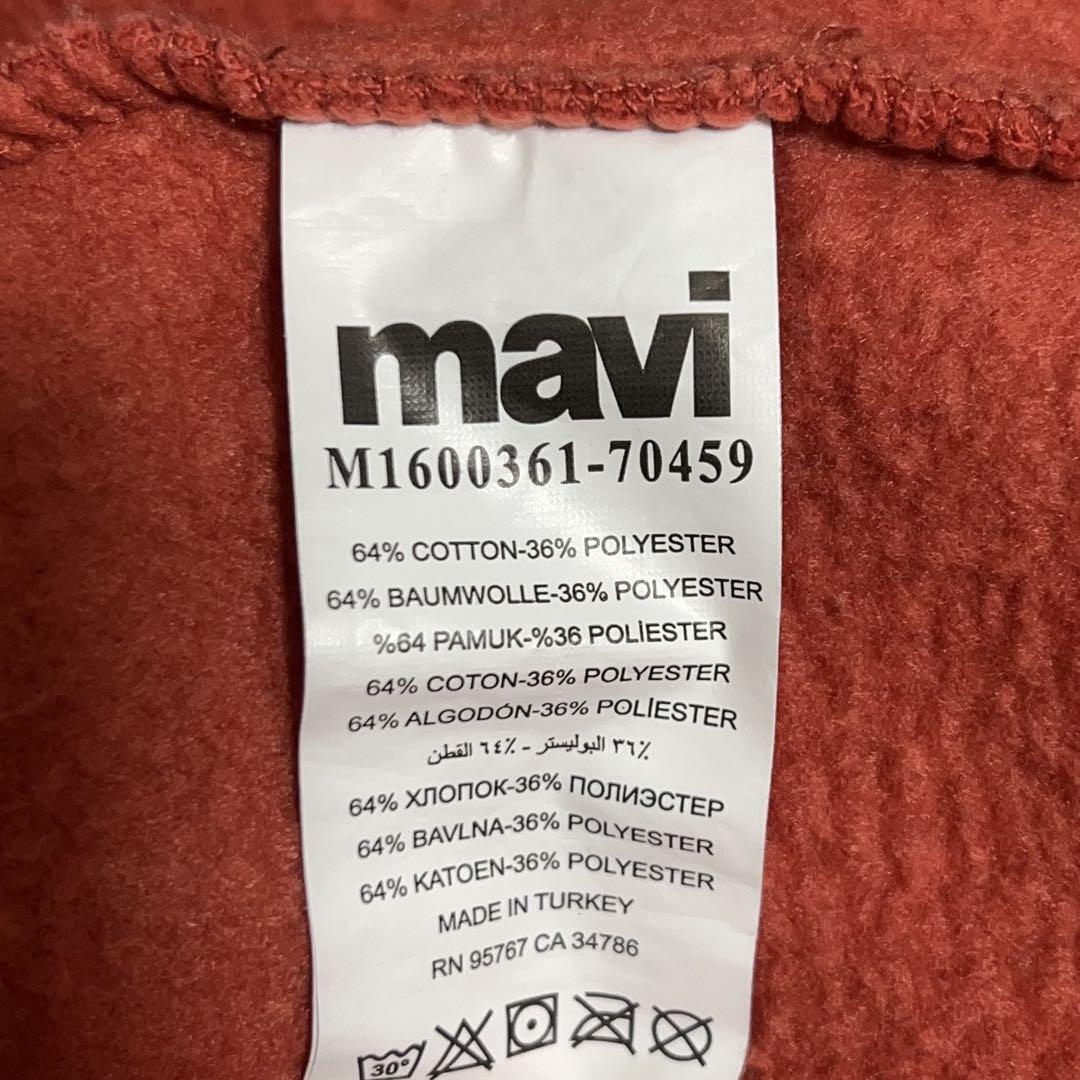 mavi
M1600361-70459
64% COTTON-36% POLYESTER
64% BAUMWOLLE-36% POLYESTER
%64 PAMUK-%36 POLİESTER
64% COTON-36% POLYESTER
64% ALGODÓN-36% POLİESTER
٣٦٪ البوليستر - ٦٤٪ القطن
64% ХЛОПОК-36% ПОЛИЭСТЕР
64% BAVLNA-36% POLYESTER
64% KATOEN-36% POLYESTER
MADE IN TURKEY
RN 95767 CA 34786
30°